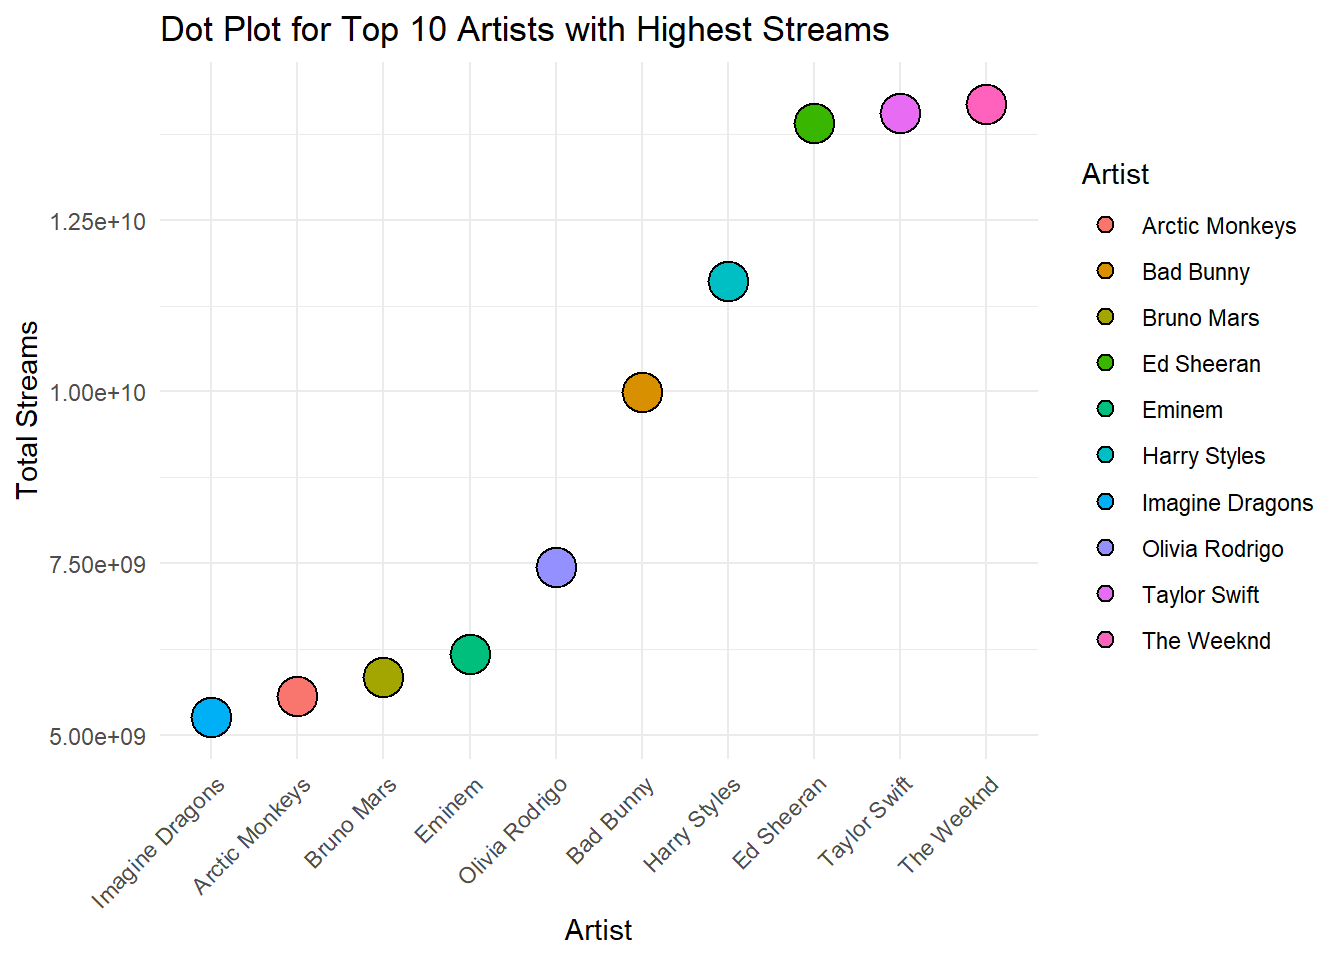 Dot Plot for Top 10 Artists with Highest Streams
Total Streams
1.25e+10
1.00e+10
7.50e+09
5.00e+09
Imagine Dragons
Arctic Monkeys
Bruno Mars
Eminem
Olivia Rodrigo
Bad Bunny
Harry Styles
Ed Sheeran
Taylor Swift
The Weeknd
Artist
Artist
Arctic Monkeys
Bad Bunny
Bruno Mars
Ed Sheeran
Eminem
Harry Styles
Imagine Dragons
Olivia Rodrigo
Taylor Swift
The Weeknd